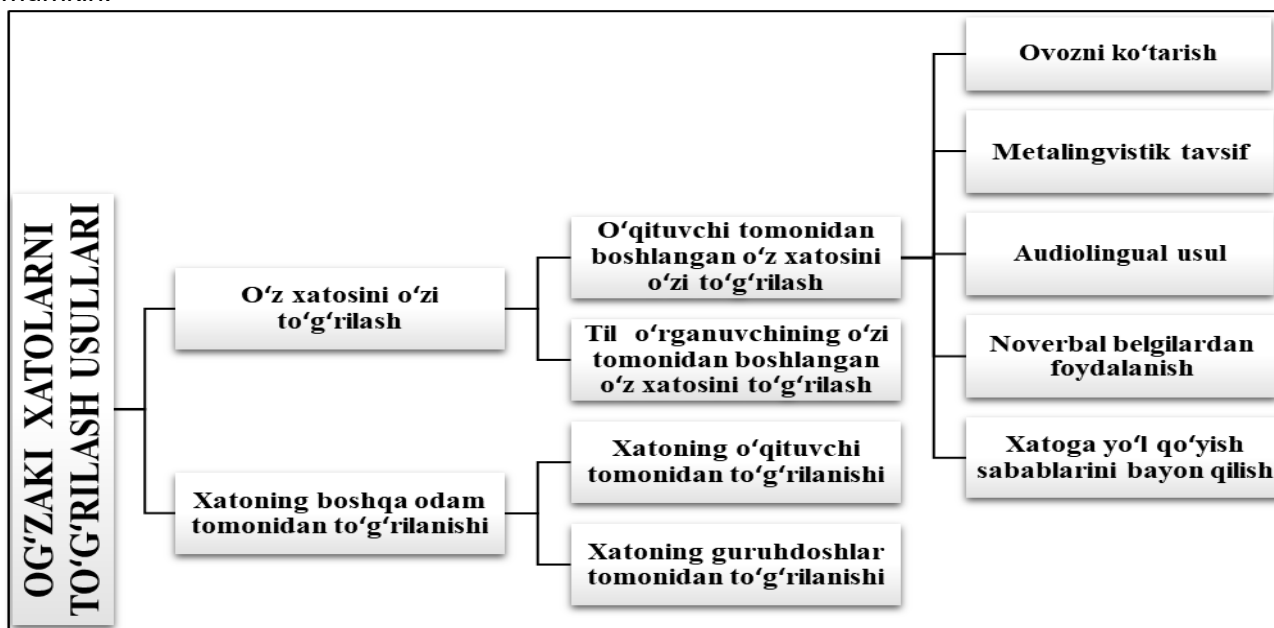 OG‘ZAKI XATOLARNI
TO‘G‘RILASH USULLARI
O‘z xatosini o‘zi
to‘g‘rilash
Xatoning boshqa odam
tomonidan to‘g‘rilanishi
O‘qituvchi tomonidan
boshlangan o‘z xatosini
o‘zi to‘g‘rilash
Til o‘rganuvchining o‘zi
tomonidan boshlangan
o‘z xatosini to‘g‘rilash
Xatoning o‘qituvchi
tomonidan to‘g‘rilanishi
Xatoning guruhdoshlar
tomonidan to‘g‘rilanishi
Ovozni ko‘tarish
Metalingvistik tavsif
Audiolingual usul
Noverbal belgilardan
foydalanish
Xatoga yo‘l qo‘yish
sabablarini bayon qilish